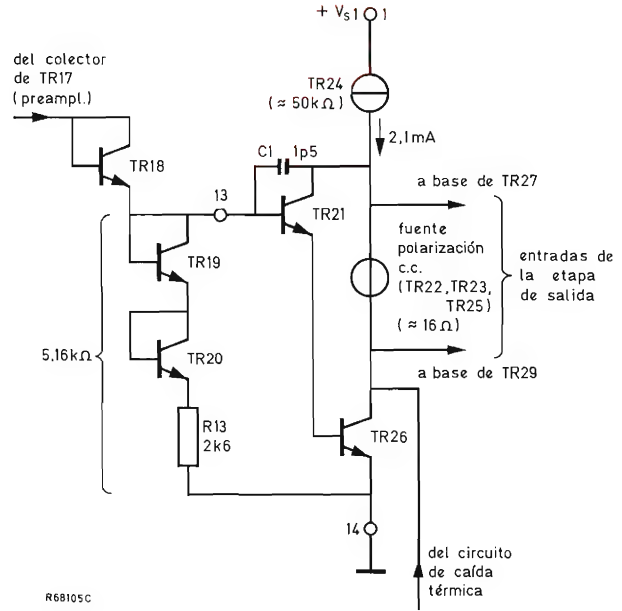 + VS1 1
del colector
de TR17
(preampl.)
TR24
(≈ 50kΩ)
2,1mA
C1 1p5
TR18
13
TR21
a base de TR27
TR19
fuente
polarización
c.c.
(TR22,TR23,
TR25)
(≈ 16Ω)
entradas de
la etapa
de salida
5,16kΩ
TR20
a base de TR29
R13
2k6
TR26
14
del circuito
de caída
térmica
R68105C